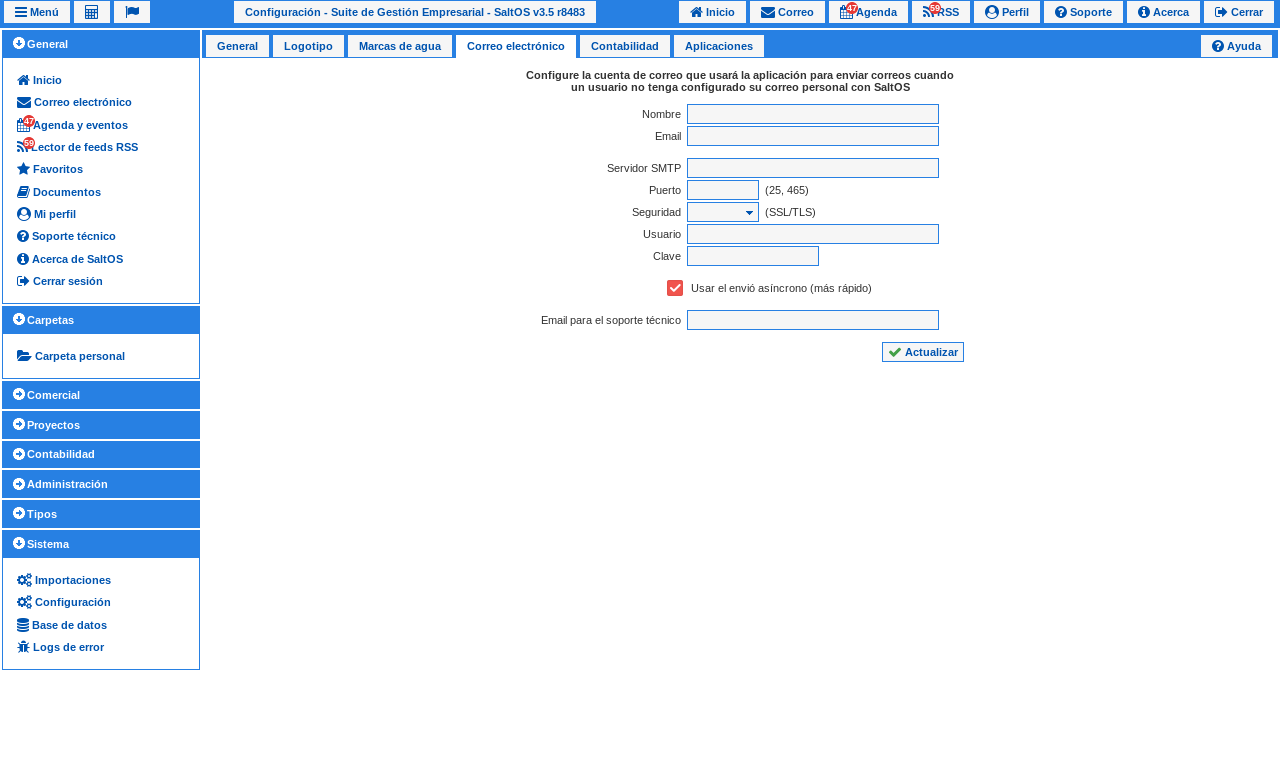 Menú
Configuración - Suite de Gestión Empresarial - SaltOS v3.5 r8483
Inicio
Correo
47
Agenda
59
RSS
Perfil
Soporte
Acerca
Cerrar
General
Inicio
Correo electrónico
47
Agenda y eventos
59
Lector de feeds RSS
Favoritos
Documentos
Mi perfil
Soporte técnico
Acerca de SaltOS
Cerrar sesión
Carpetas
Carpeta personal
Comercial
Proyectos
Contabilidad
Administración
Tipos
Sistema
Importaciones
Configuración
Base de datos
Logs de error
General
Logotipo
Marcas de agua
Correo electrónico
Contabilidad
Aplicaciones
Ayuda
Configure la cuenta de correo que usará la aplicación para enviar correos cuando
un usuario no tenga configurado su correo personal con SaltOS
Nombre
Email
Servidor SMTP
Puerto (25, 465)
Seguridad (SSL/TLS)
Usuario
Clave
Usar el envió asíncrono (más rápido)
Email para el soporte técnico
Actualizar